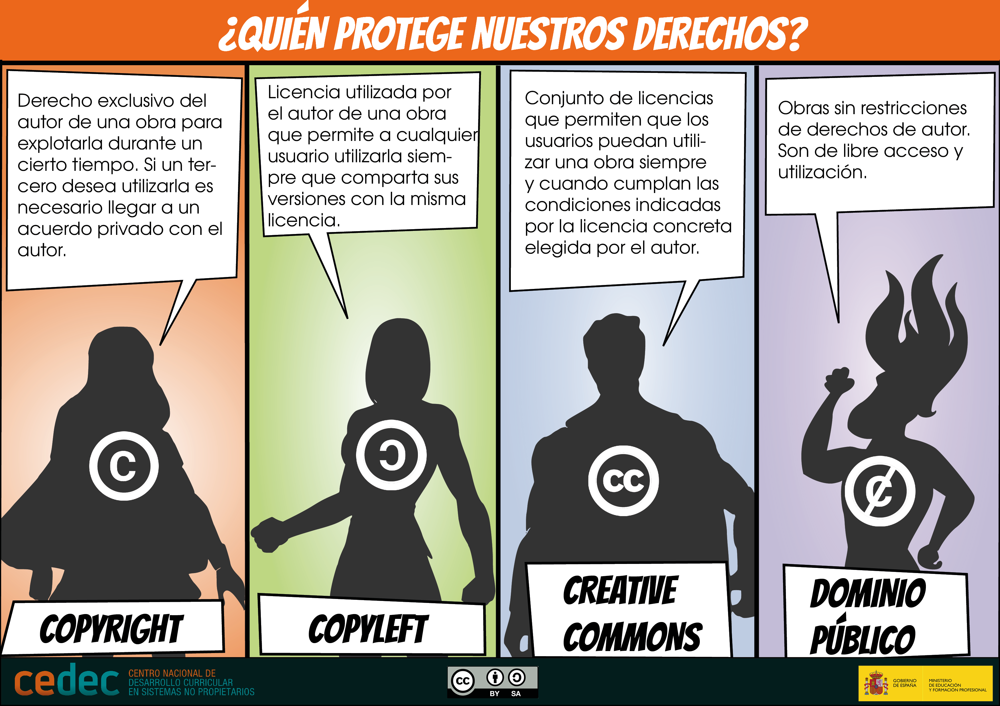 ¿QUIÉN PROTEGE NUESTROS DERECHOS?
Derecho exclusivo del
autor de una obra para
explotarla durante un
cierto tiempo. Si un ter-
cero desea utilizarla es
necesario llegar a un
acuerdo privado con el
autor.
C
COPYRIGHT
Licencia utilizada por
el autor de una obra
que permite a cualquier
usuario utilizarla siem-
pre que comparta sus
versiones con la misma
licencia.
COPYLEFT
Conjunto de licencias
que permiten que los
usuarios puedan utili-
zar una obra siempre
y cuando cumplan las
condiciones indicadas
por la licencia concreta
elegida por el autor.
cc
CREATIVE
COMMONS
Obras sin restricciones
de derechos de autor.
Son de libre acceso y
utilización.
C
DOMINIO
PÚBLICO
cedec
CENTRO NACIONAL DE
DESARROLLO CURRICULAR
EN SISTEMAS NO PROPIETARIOS
cc
BY SA
GOBIERNO
DE ESPAÑA
MINISTERIO
DE EDUCACIÓN
Y FORMACIÓN PROFESIONAL